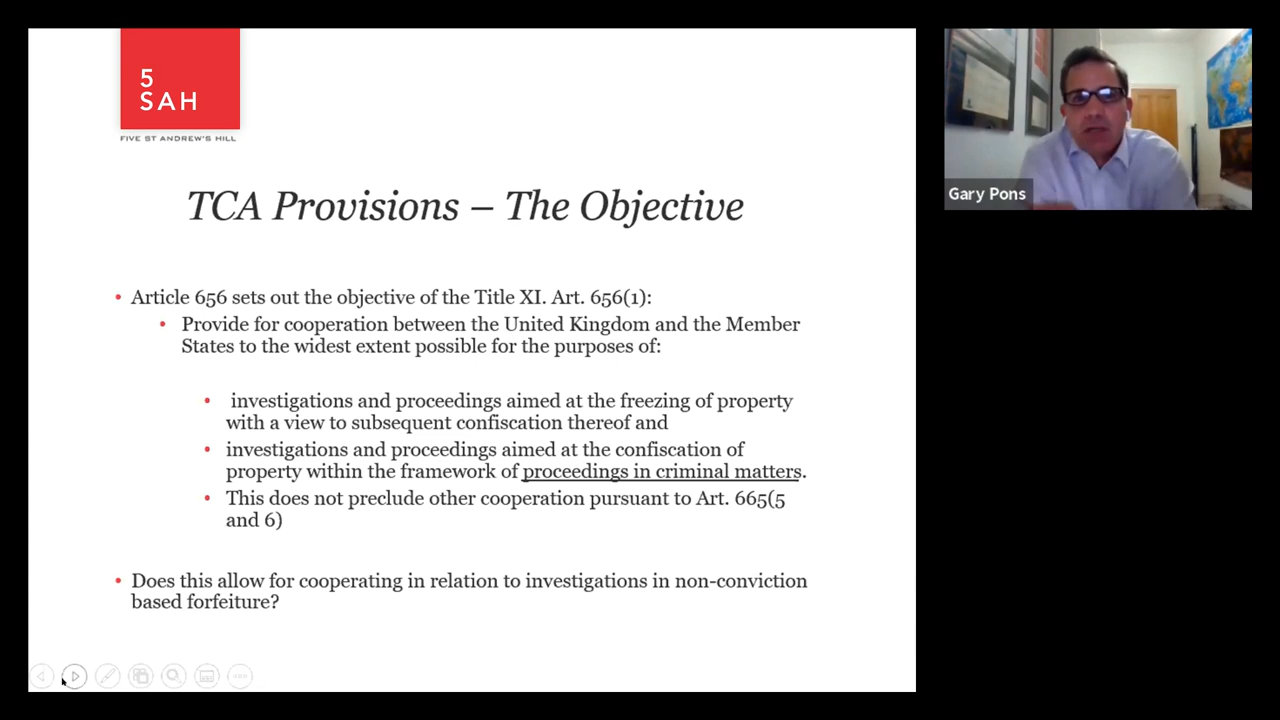 5
SAH
FIVE ST ANDREW'S HILL
TCA Provisions – The Objective
• Article 656 sets out the objective of the Title XI. Art. 656(1):
• Provide for cooperation between the United Kingdom and the Member
States to the widest extent possible for the purposes of:
• investigations and proceedings aimed at the freezing of property
with a view to subsequent confiscation thereof and
• investigations and proceedings aimed at the confiscation of
property within the framework of proceedings in criminal matters.
• This does not preclude other cooperation pursuant to Art. 665(5
and 6)
• Does this allow for cooperating in relation to investigations in non-conviction
based forfeiture?
Gary Pons